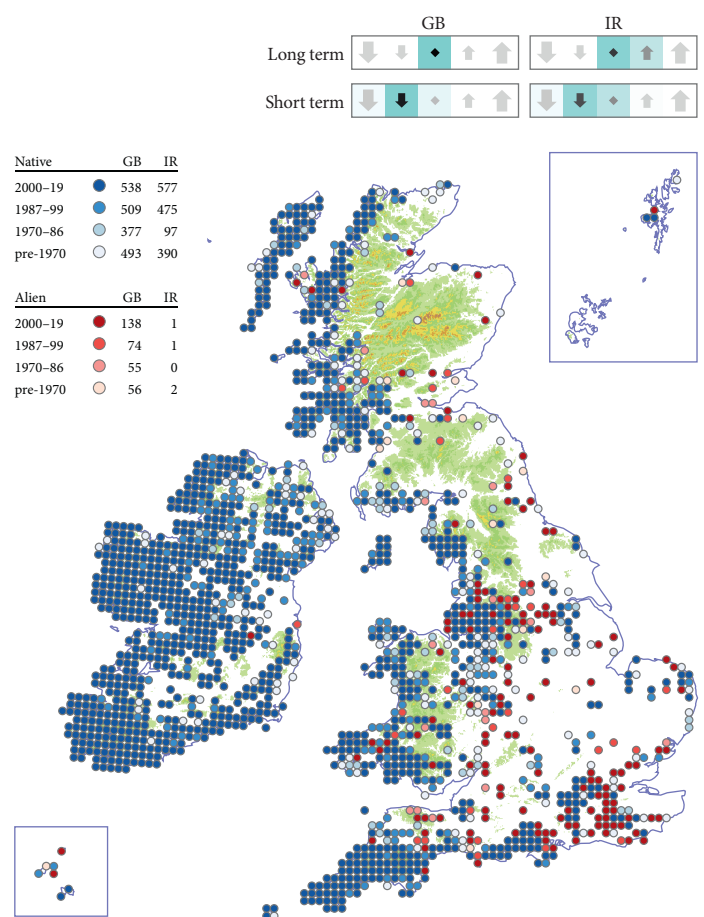 GB IR
Long term
Short term
Native GB IR
2000–19 538 577
1987–99 509 475
1970–86 377 97
pre-1970 493 390
Alien GB IR
2000–19 138 1
1987–99 74 1
1970–86 55 0
pre-1970 56 2